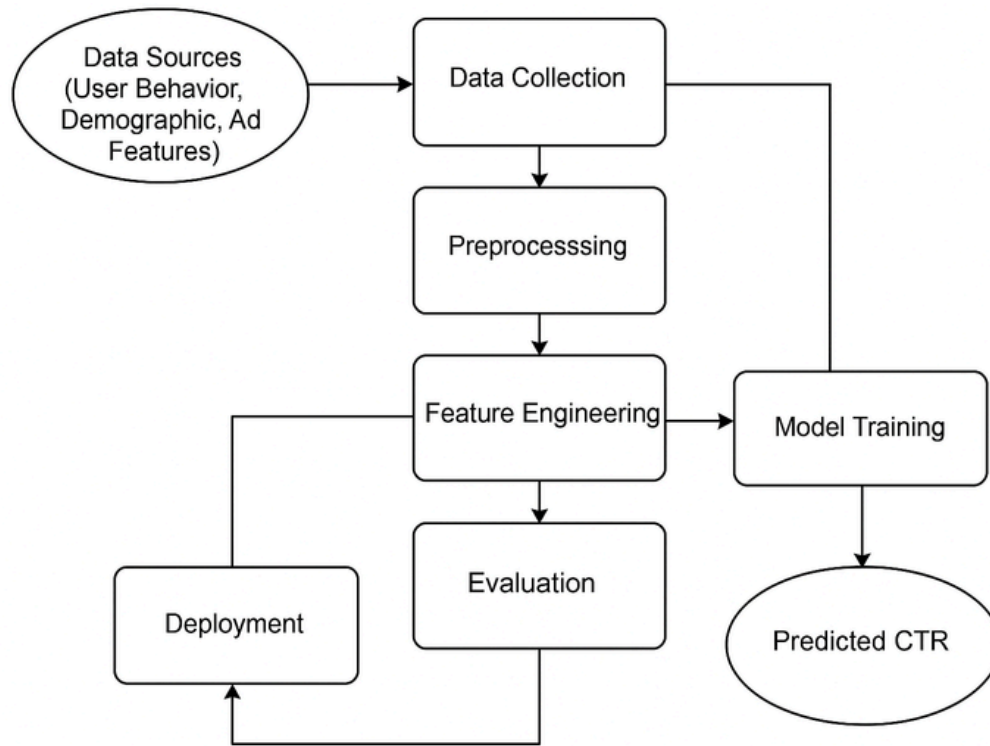 Data Sources
(User Behavior,
Demographic, Ad
Features)
Data Collection
Preprocesssing
Feature Engineering
Model Training
Evaluation
Deployment
Predicted CTR